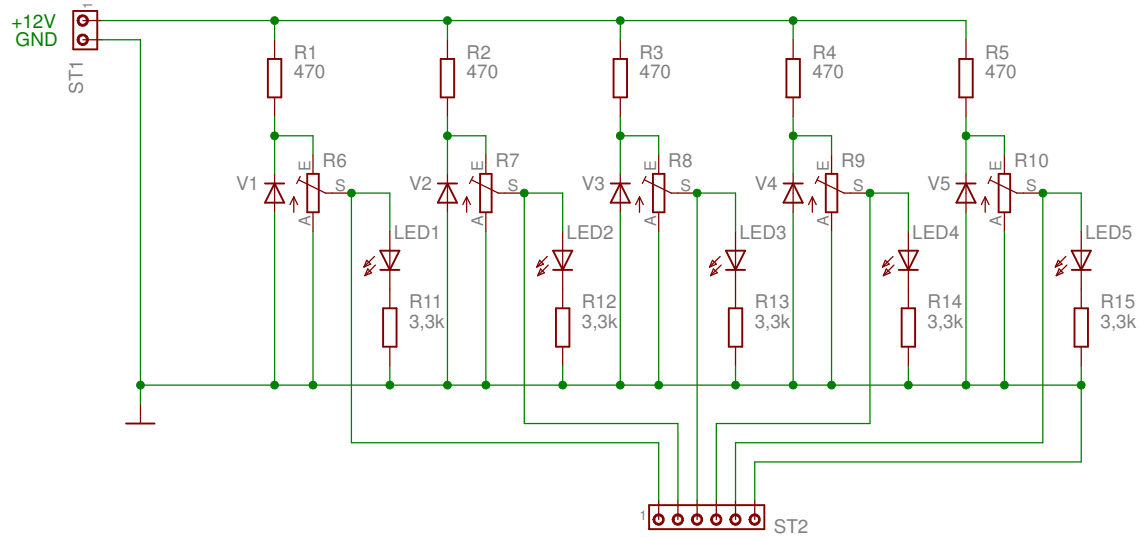 +12V
GND
1
ST1
R1
470
R2
470
R3
470
R4
470
R5
470
V1
E
R6
S
A
V2
E
R7
S
A
V3
E
R8
S
A
V4
E
R9
S
A
V5
E
R10
S
A
LED1
LED2
LED3
LED4
LED5
R11
3,3k
R12
3,3k
R13
3,3k
R14
3,3k
R15
3,3k
1
ST2